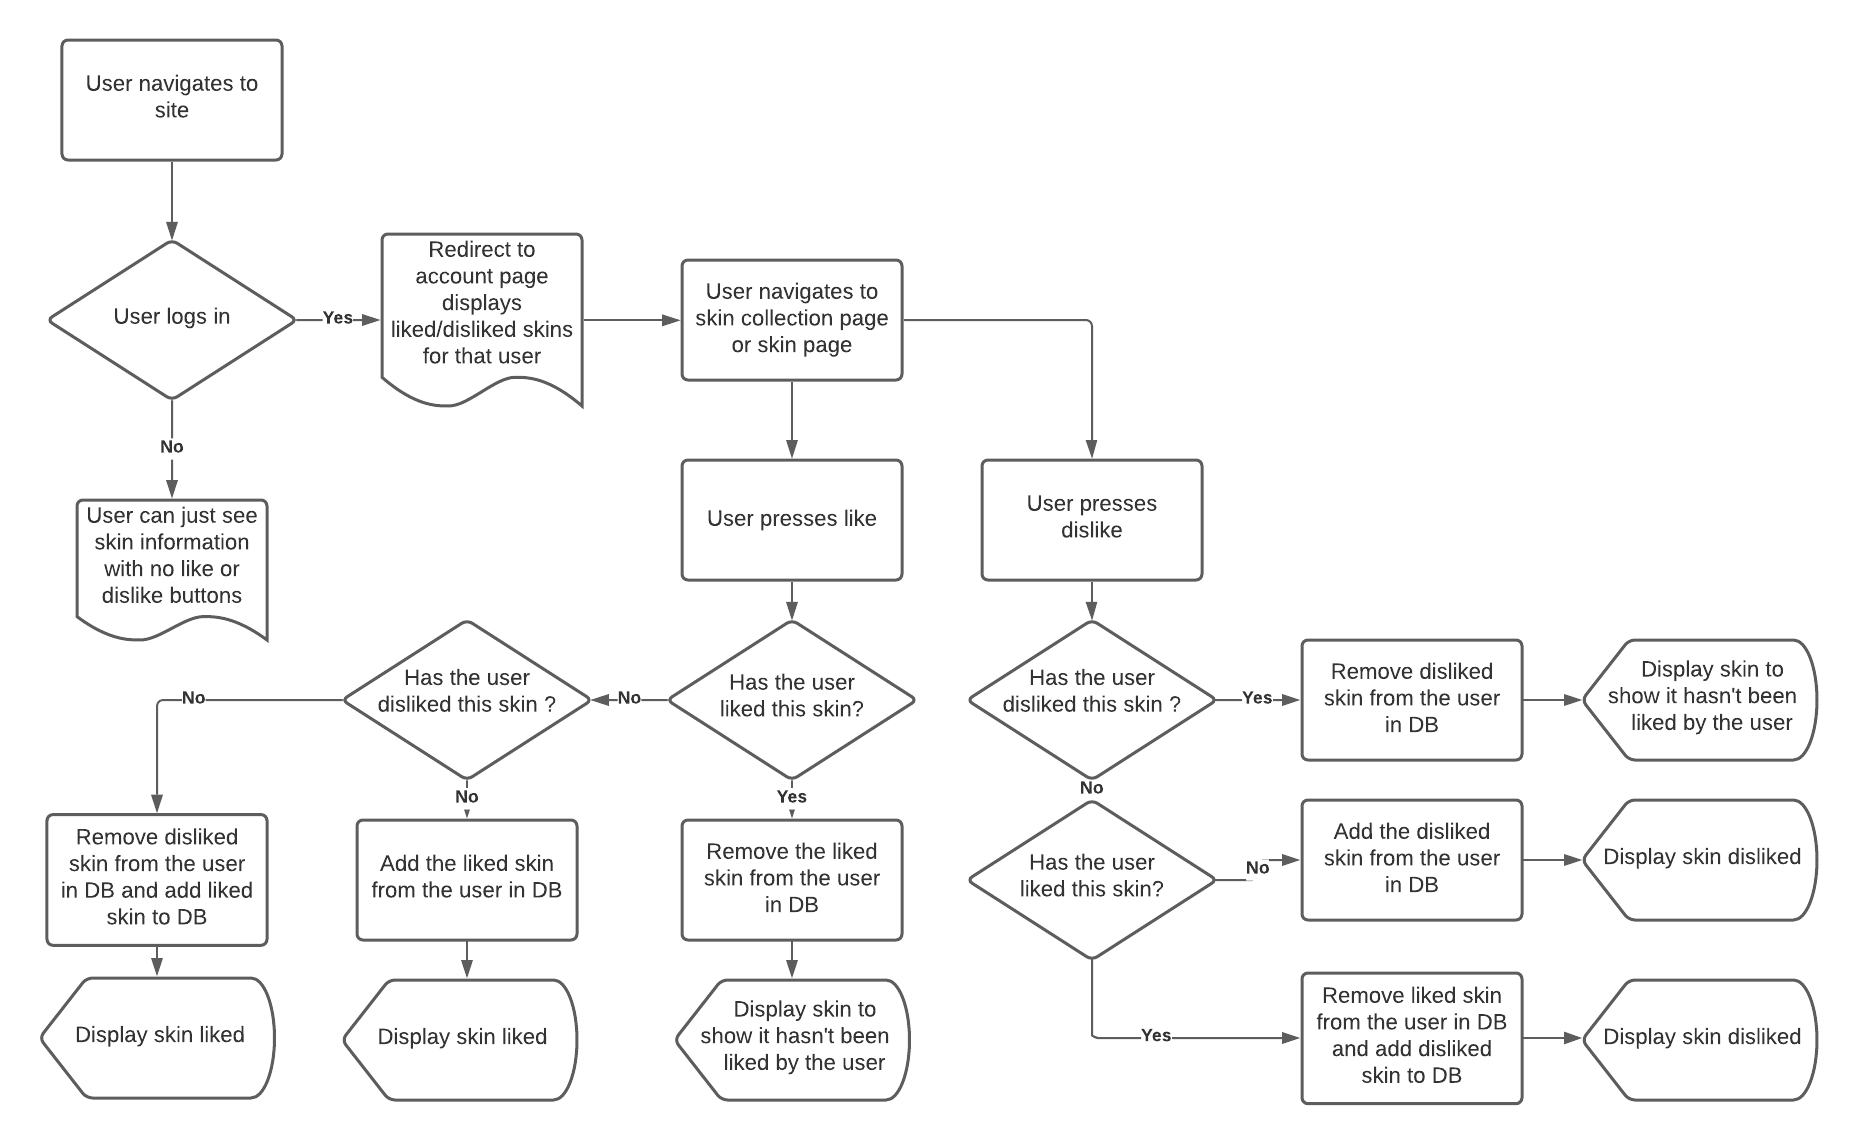 User navigates to
site
User logs in
Yes
Redirect to
account page
displays
liked/disliked skins
for that user
User navigates to
skin collection page
or skin page
No
User can just see
skin information
with no like or
dislike buttons
User presses like
User presses
dislike
Has the user
liked this skin?
No
Has the user
disliked this skin ?
No
No
Yes
Remove disliked
skin from the user
in DB and add liked
skin to DB
Add the liked skin
from the user in DB
Remove the liked
skin from the user
in DB
Display skin liked
Display skin liked
Display skin to
show it hasn't been
liked by the user
Has the user
disliked this skin ?
Yes
Remove disliked
skin from the user
in DB
Display skin to
show it hasn't been
liked by the user
No
Has the user
liked this skin?
No
Add the disliked
skin from the user
in DB
Display skin disliked
Yes
Remove liked skin
from the user in DB
and add disliked
skin to DB
Display skin disliked